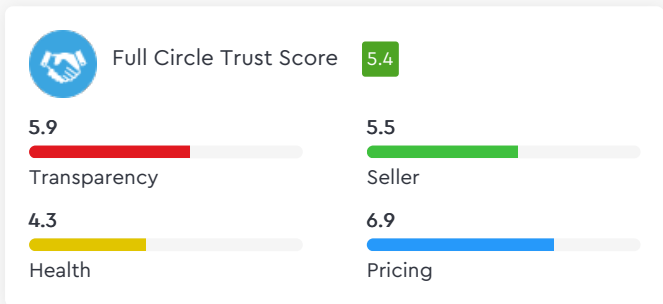 Full Circle Trust Score 5.4
5.9
Transparency
5.5
Seller
4.3
Health
6.9
Pricing